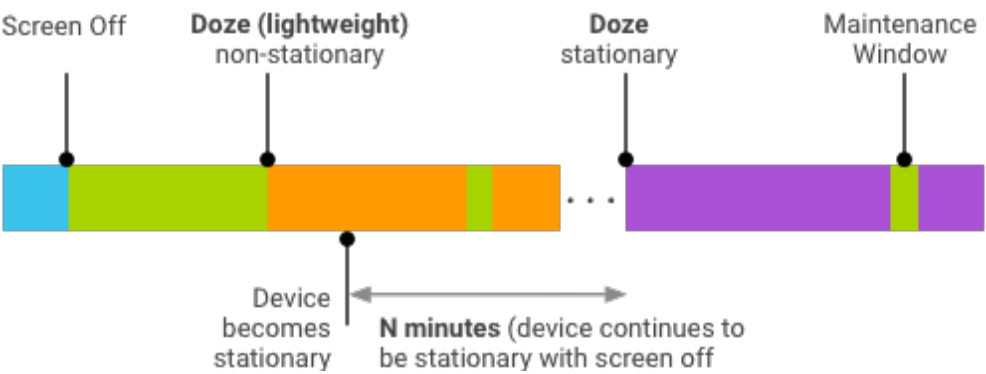 Screen Off
Doze (lightweight)
non-stationary
Doze
stationary
Maintenance
Window
Device
becomes
stationary
N minutes (device continues to
be stationary with screen off